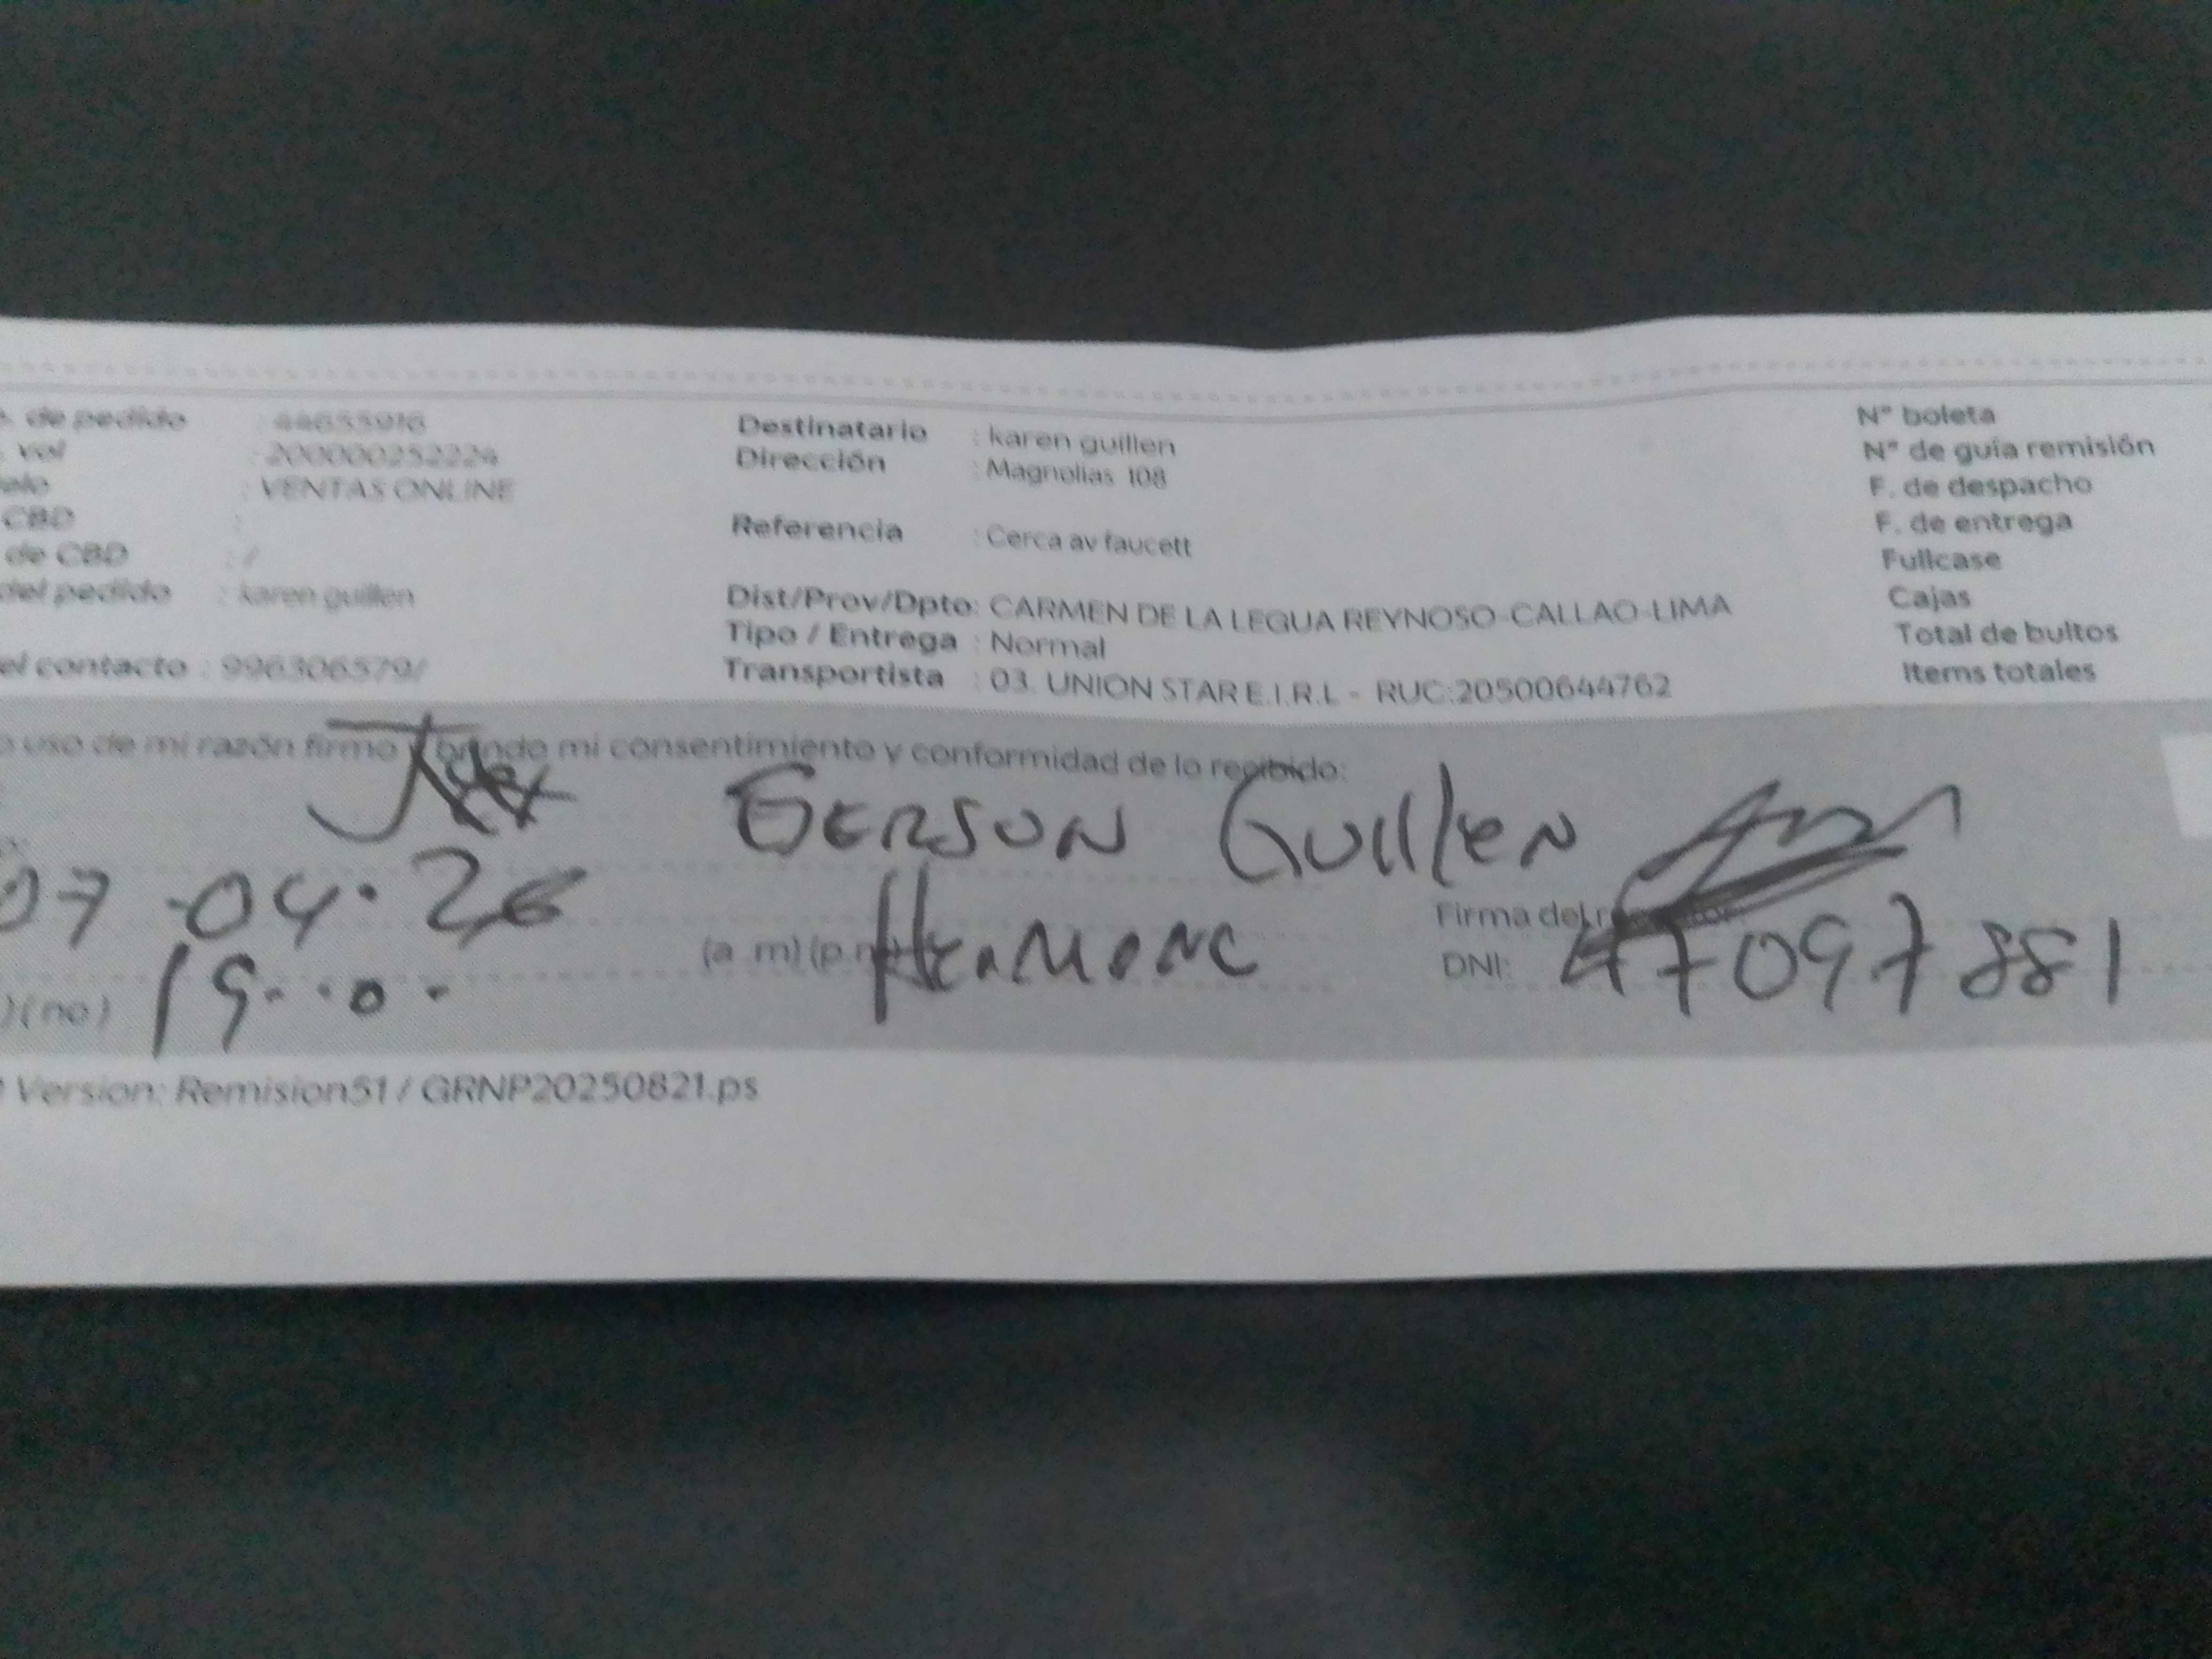 . de pedido : 44655916
. vol : 200000252224
elo : VENTAS ONLINE
CBD :
de CBD : /
del pedido : karen guillen
el contacto : 996306579/
Destinatario : karen guillen
Dirección : Magnolias 108
Referencia : Cerca av faucett
Dist/Prov/Dpto: CARMEN DE LA LEGUA REYNOSO-CALLAO-LIMA
Tipo / Entrega : Normal
Transportista : 03. UNION STAR E.I.R.L - RUC:20500644762
N° boleta
N° de guía remisión
F. de despacho
F. de entrega
Fullcase
Cajas
Total de bultos
Items totales
o uso de mi razón firmo y brindo mi consentimiento y conformidad de lo recibido:
GERSON Guillen
07-04-26
(a.m) (p.m)
Firma del receptor:
DNI: 47097881
)(no) 19
Version: Remision51 / GRNP20250821.ps